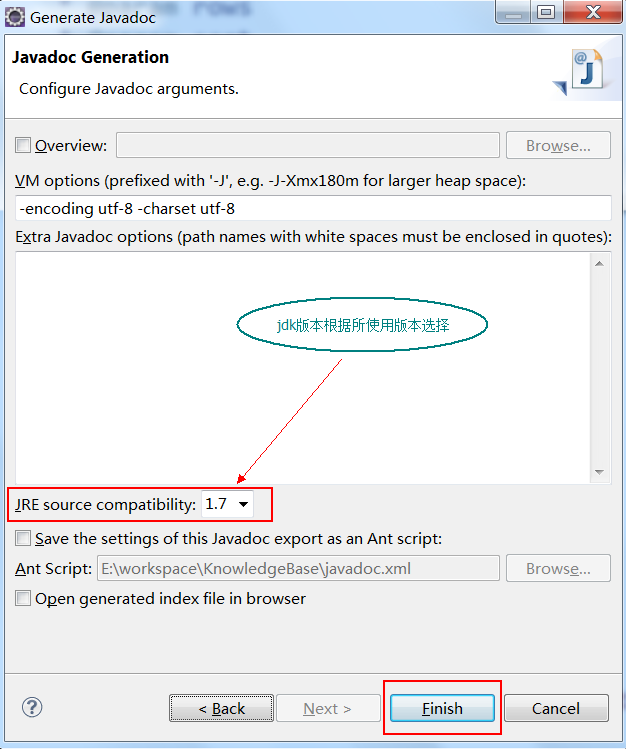 Generate Javadoc
Javadoc Generation
Configure Javadoc arguments.
Overview:
Browse...
VM options (prefixed with '-J', e.g. -J-Xmx180m for larger heap space):
-encoding utf-8 -charset utf-8
Extra Javadoc options (path names with white spaces must be enclosed in quotes):
jdk版本根据所使用版本选择
JRE source compatibility: 1.7
Save the settings of this Javadoc export as an Ant script:
Ant Script: E:\workspace\KnowledgeBase\javadoc.xml Browse...
Open generated index file in browser
? < Back Next > Finish Cancel